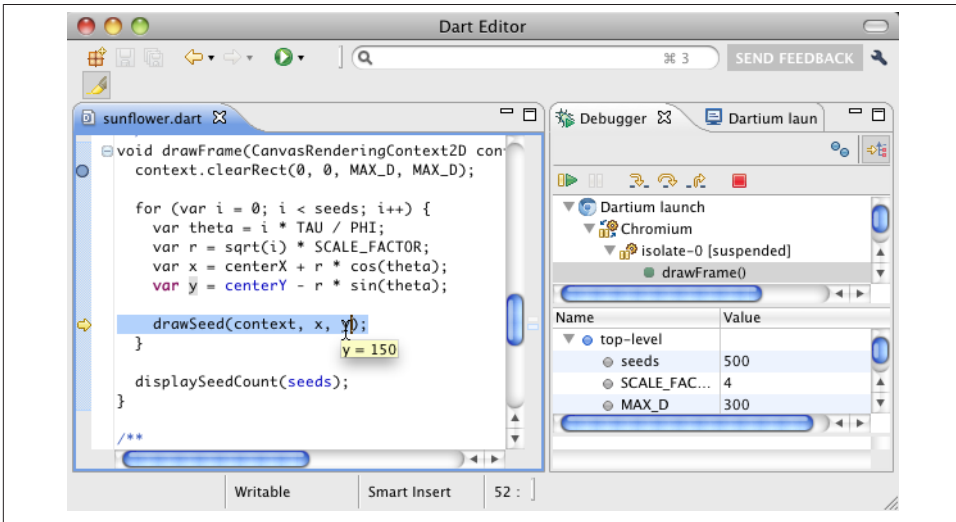 Dart Editor
⌘ 3
SEND FEEDBACK
sunflower.dart
void drawFrame(CanvasRenderingContext2D con
context.clearRect(0, 0, MAX_D, MAX_D);
for (var i = 0; i < seeds; i++) {
var theta = i * TAU / PHI;
var r = sqrt(i) * SCALE_FACTOR;
var x = centerX + r * cos(theta);
var y = centerY - r * sin(theta);
drawSeed(context, x, y);
}
y = 150
displaySeedCount(seeds);
}
/**
Writable
Smart Insert
52 :
Debugger
Dartium laun
Dartium launch
Chromium
isolate-0 [suspended]
drawFrame()
Name Value
top-level
seeds 500
SCALE_FAC... 4
MAX_D 300